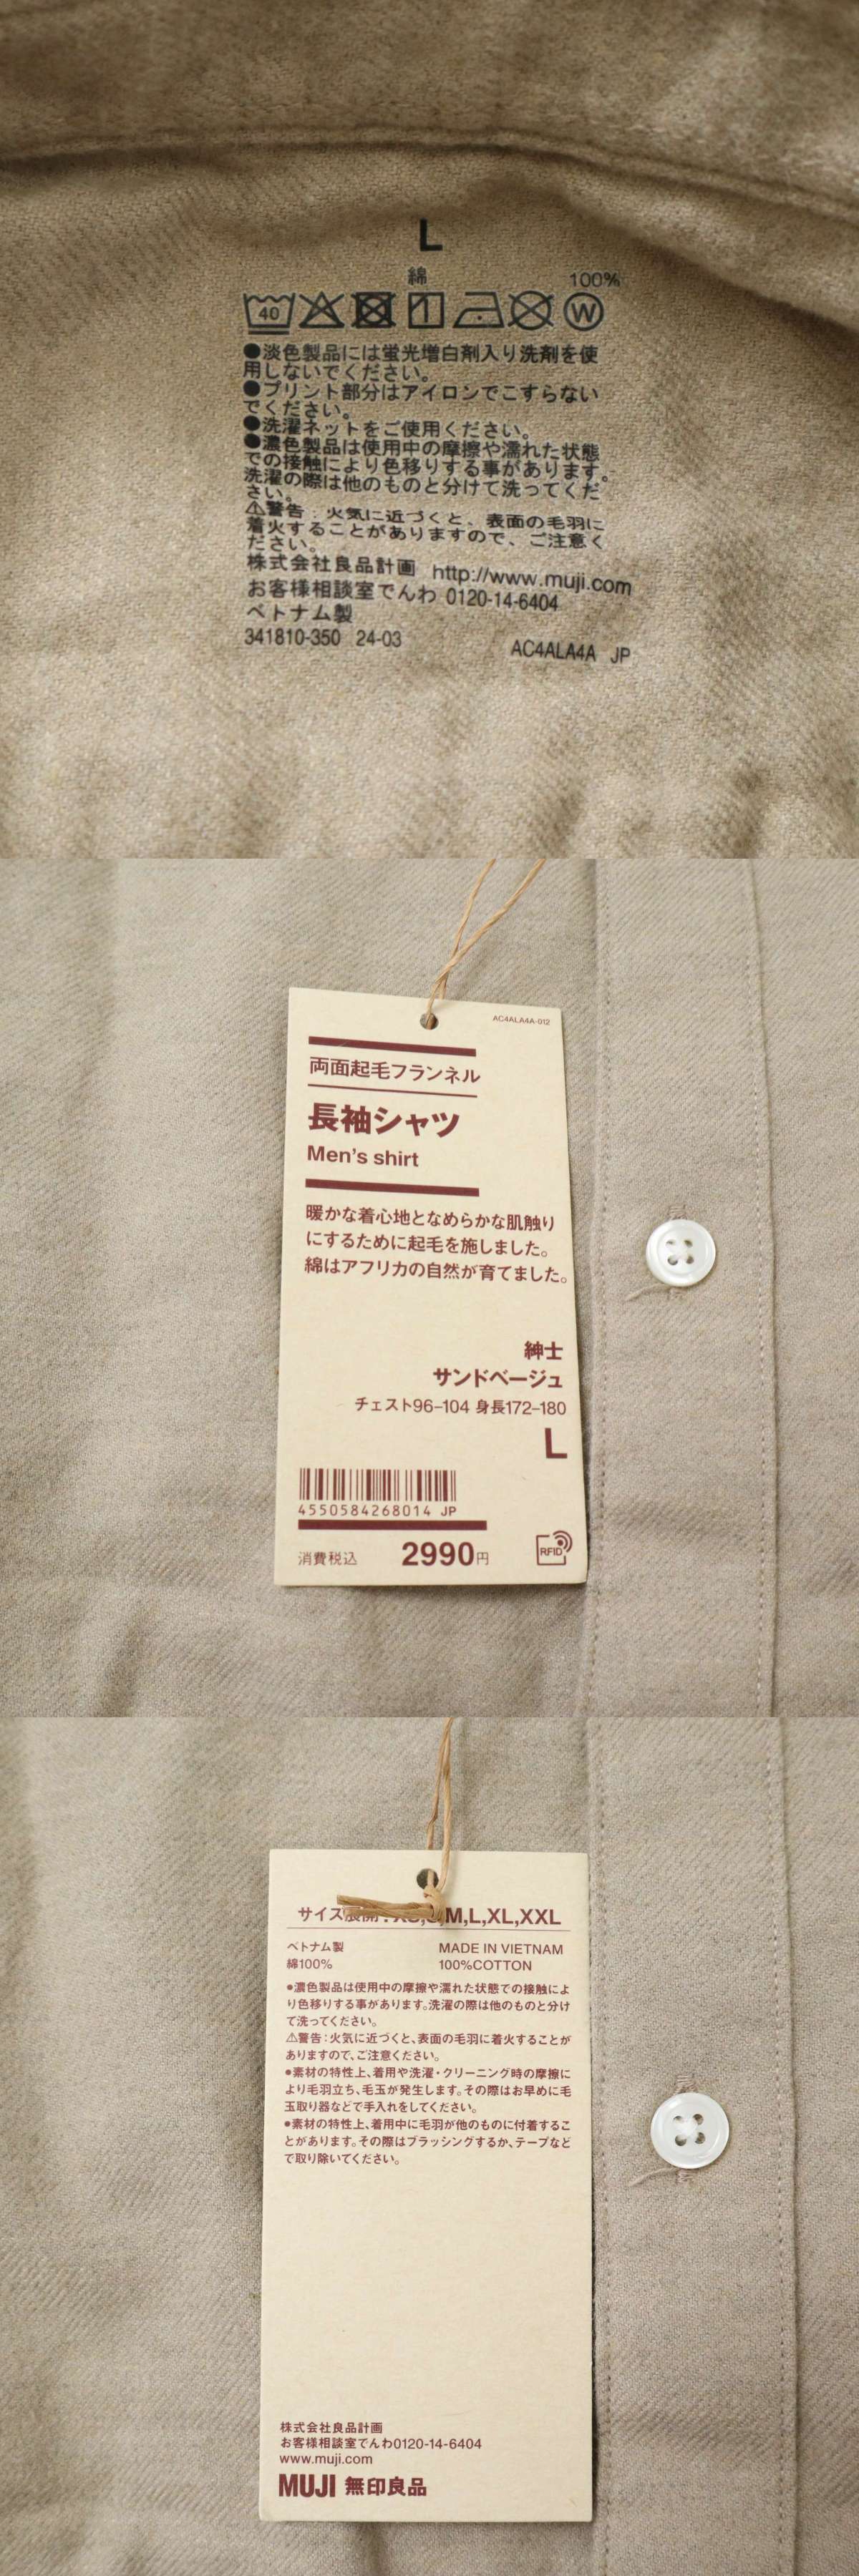 L
綿 100%
40 W
●淡色製品には蛍光増白剤入り洗剤を使
用しないでください。
●プリント部分はアイロンでこすらない
でください。
●洗濯ネットをご使用ください。
●濃色製品は使用中の摩擦や濡れた状態
での接触により色移りする事があります。
洗濯の際は他のものと分けて洗ってくだ
さい。
⚠警告：火気に近づくと、表面の毛羽に
着火することがありますので、ご注意く
ださい。
株式会社良品計画 http://www.muji.com
お客様相談室でんわ 0120-14-6404
ベトナム製
341810-350 24-03 AC4ALA4A JP
AC4ALA4A-012
両面起毛フランネル
長袖シャツ
Men's shirt
暖かな着心地となめらかな肌触り
にするために起毛を施しました。
綿はアフリカの自然が育てました。
紳士
サンドベージュ
チェスト96-104 身長172-180
L
4550584268014 JP
消費税込 2990円
RFID
サイズ展開：XS,S,M,L,XL,XXL
ベトナム製 MADE IN VIETNAM
綿100% 100%COTTON
●濃色製品は使用中の摩擦や濡れた状態での接触によ
り色移りする事があります。洗濯の際は他のものと分け
て洗ってください。
⚠警告：火気に近づくと、表面の毛羽に着火することが
ありますので、ご注意ください。
●素材の特性上、着用や洗濯・クリーニング時の摩擦に
より毛羽立ち、毛玉が発生します。その際はお早めに毛
玉取り器などで手入れをしてください。
●素材の特性上、着用中に毛羽が他のものに付着するこ
とがあります。その際はブラッシングするか、テープなど
で取り除いてください。
株式会社良品計画
お客様相談室でんわ0120-14-6404
www.muji.com
MUJI 無印良品